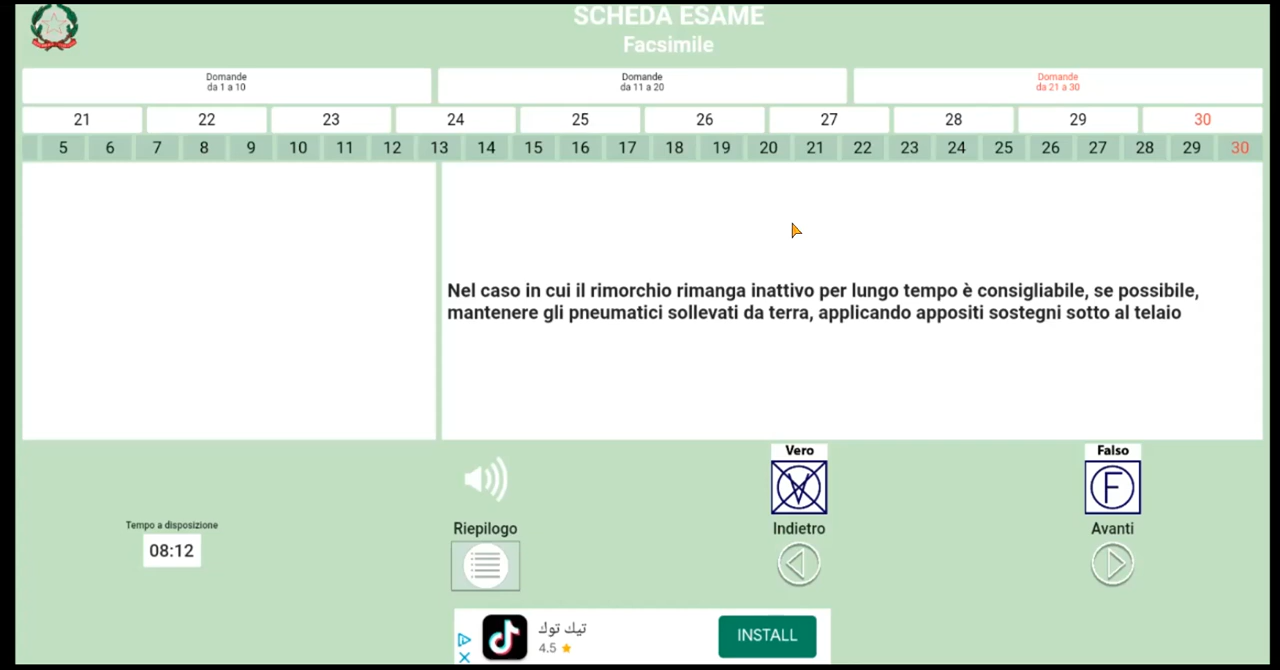 SCHEDA ESAME
Facsimile
Domande
da 1 a 10
Domande
da 11 a 20
Domande
da 21 a 30
21 22 23 24 25 26 27 28 29 30
5 6 7 8 9 10 11 12 13 14 15 16 17 18 19 20 21 22 23 24 25 26 27 28 29 30
Nel caso in cui il rimorchio rimanga inattivo per lungo tempo è consigliabile, se possibile,
mantenere gli pneumatici sollevati da terra, applicando appositi sostegni sotto al telaio
Vero
Falso
V
F
Tempo a disposizione
08:12
Riepilogo
Indietro
Avanti
تيك توك
4.5
INSTALL